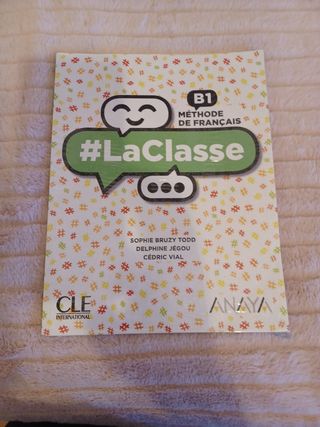 B1
MÉTHODE
DE FRANÇAIS
#LaClasse
SOPHIE BRUZY TODD
DELPHINE JÉGOU
CÉDRIC VIAL
CLE
INTERNATIONAL
ANAYA